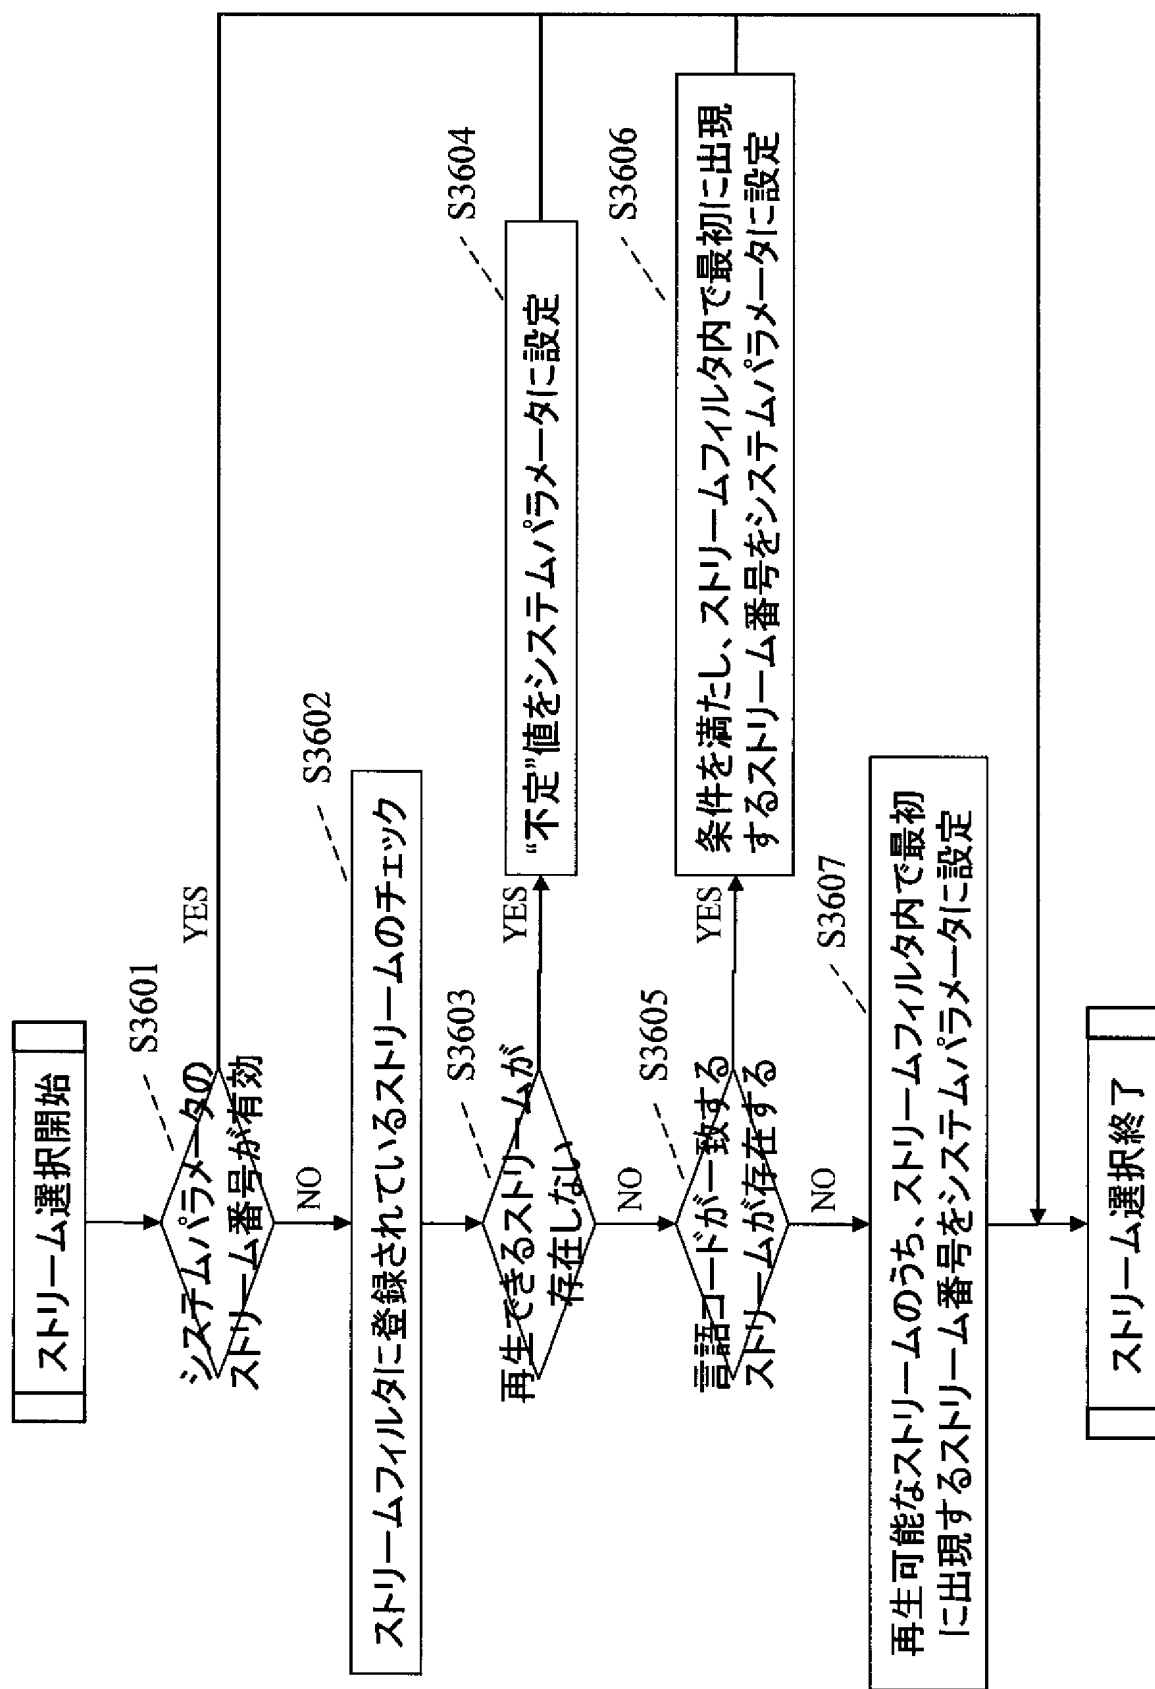 ストリーム選択開始
S3601
システムパラメータの
ストリーム番号が有効
YES
NO
S3602
ストリームフィルタに登録されているストリームのチェック
S3603
再生できるストリームが
存在しない
YES
NO
S3604
“不定”値をシステムパラメータに設定
S3605
言語コードが一致する
ストリームが存在する
YES
NO
S3606
条件を満たし、ストリームフィルタ内で最初に出現
するストリーム番号をシステムパラメータに設定
S3607
再生可能なストリームのうち、ストリームフィルタ内で最初
に出現するストリーム番号をシステムパラメータに設定
ストリーム選択終了